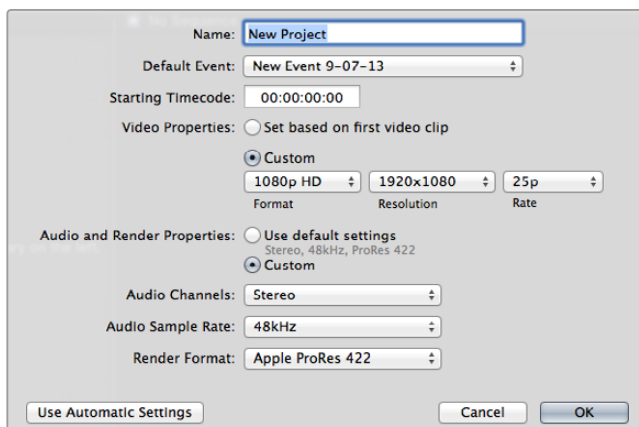 Name: New Project
Default Event: New Event 9-07-13
Starting Timecode: 00:00:00:00
Video Properties: Set based on first video clip
Custom
1080p HD 1920x1080 25p
Format Resolution Rate
Audio and Render Properties: Use default settings
Stereo, 48kHz, ProRes 422
Custom
Audio Channels: Stereo
Audio Sample Rate: 48kHz
Render Format: Apple ProRes 422
Use Automatic Settings Cancel OK